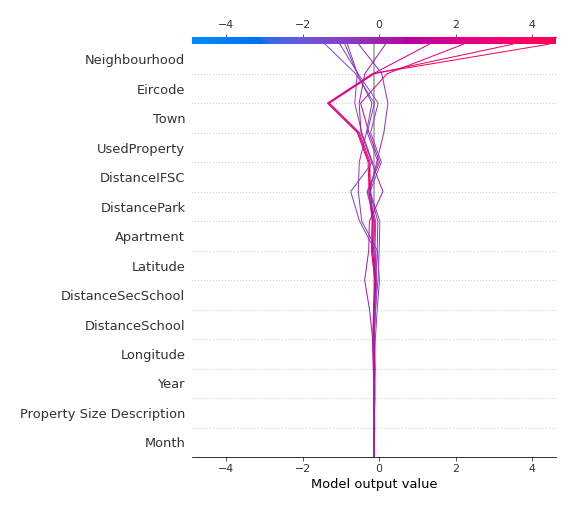 −4 −2 0 2 4
Neighbourhood
Eircode
Town
UsedProperty
DistanceIFSC
DistancePark
Apartment
Latitude
DistanceSecSchool
DistanceSchool
Longitude
Year
Property Size Description
Month
−4 −2 0 2 4
Model output value